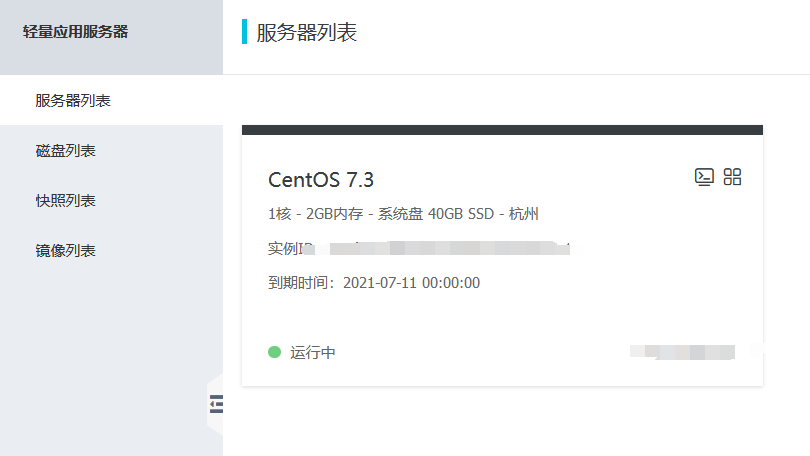 轻量应用服务器
服务器列表
磁盘列表
快照列表
镜像列表
服务器列表
CentOS 7.3
1核 - 2GB内存 - 系统盘 40GB SSD - 杭州
实例ID
到期时间：2021-07-11 00:00:00
运行中